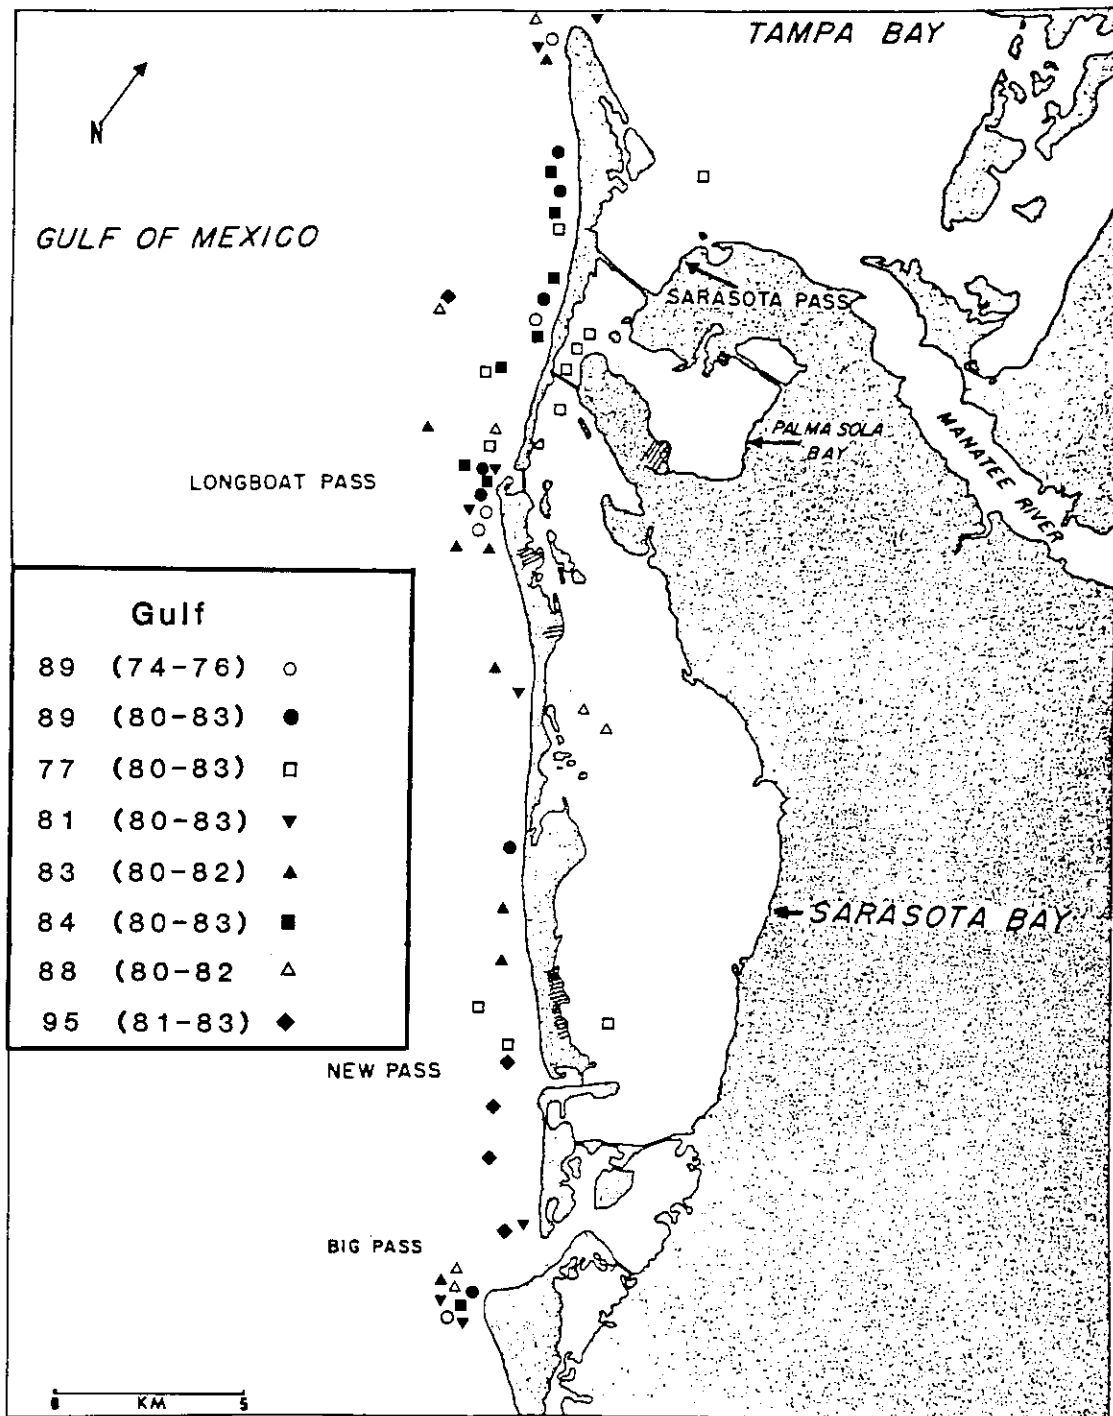 TAMPA BAY
N
GULF OF MEXICO
SARASOTA PASS
PALMA SOLA
BAY
MANATEE RIVER
LONGBOAT PASS
Gulf
89 (74-76)
89 (80-83)
77 (80-83)
81 (80-83)
83 (80-82)
84 (80-83)
88 (80-82
95 (81-83)
SARASOTA BAY
NEW PASS
BIG PASS
0 KM 5